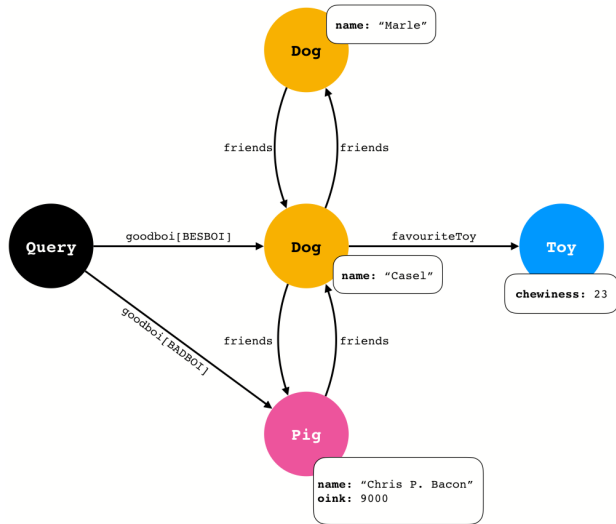 name: “Marle”
Dog
friends
friends
Query
goodboi[BESBOI]
Dog
favouriteToy
Toy
name: “Casel”
chewiness: 23
goodboi[BADBOI]
friends
friends
Pig
name: “Chris P. Bacon”
oink: 9000